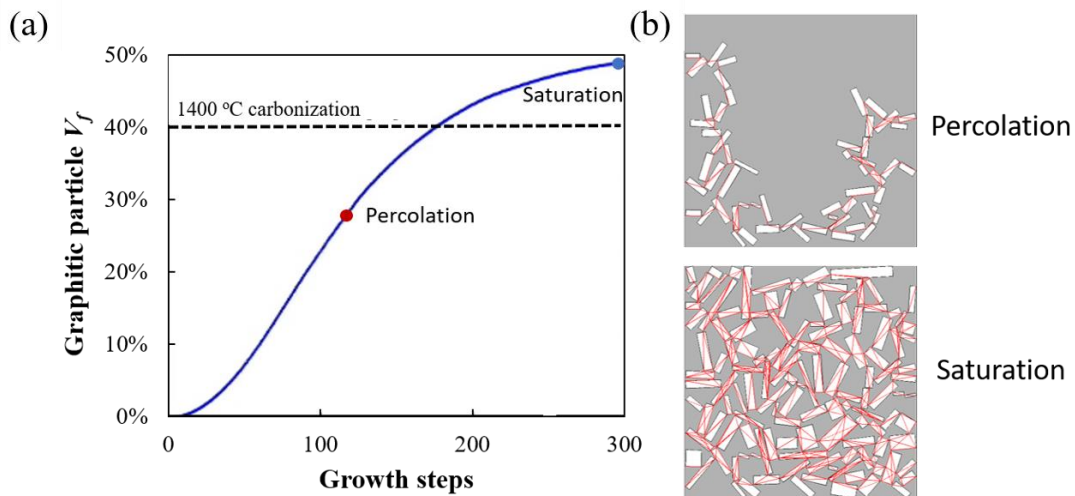 (a)
50%
40%
30%
20%
10%
0%
Graphitic particle Vf
1400 °C carbonization
Saturation
Percolation
0
100
200
300
Growth steps
(b)
Percolation
Saturation